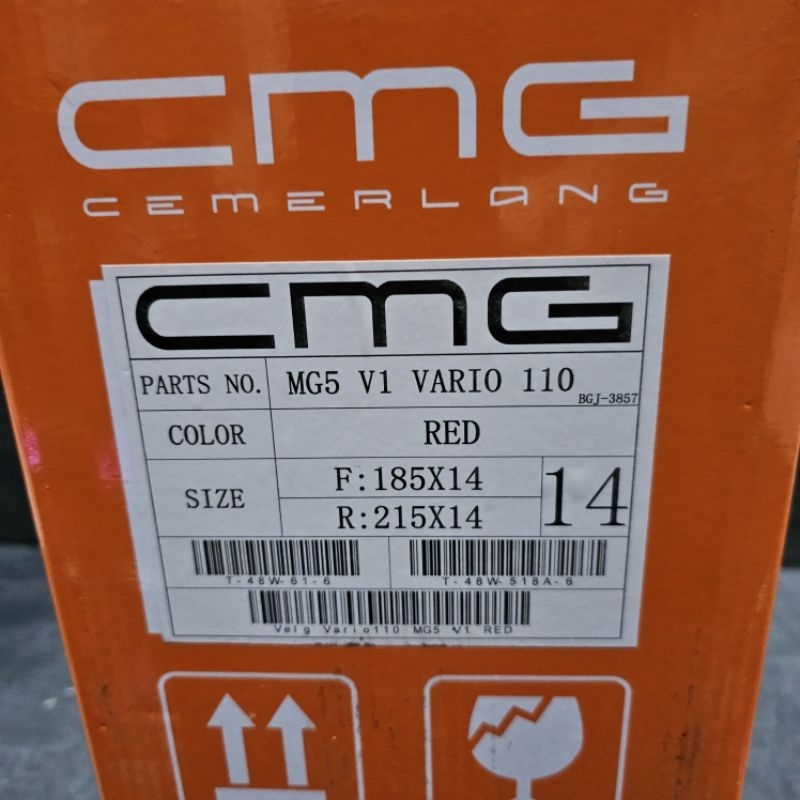 CMG
CEMERLANG
CMG
PARTS NO. MG5 V1 VARIO 110
BGJ-3857
COLOR RED
SIZE F:185X14 14
R:215X14
T-48W-61-6 T-48W-518A-6
Velg Vario110 MG5 V1 RED